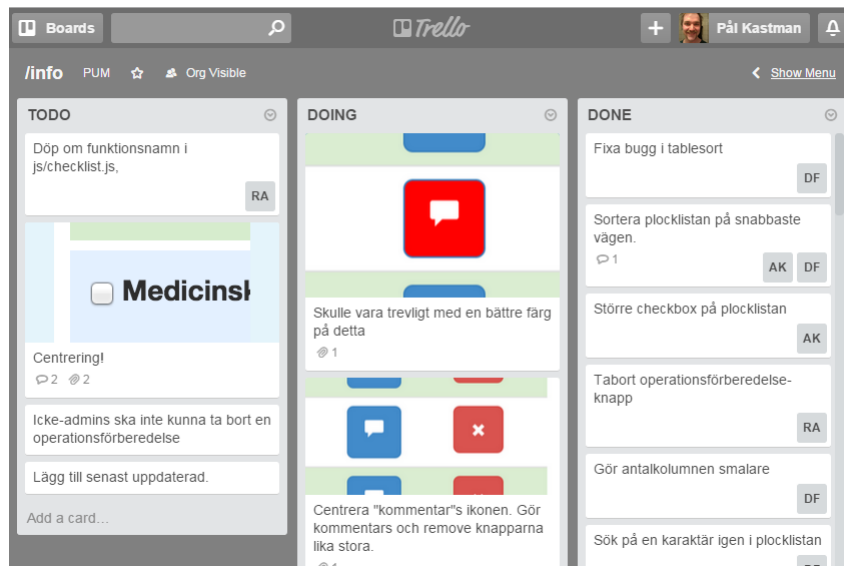 Boards
Trello
Pål Kastman
/info
PUM
Org Visible
Show Menu
TODO
Döp om funktionsnamn i
js/checklist.js,
RA
Medicinsk
Centrering!
2
2
Icke-admins ska inte kunna ta bort en
operationsförberedelse
Lägg till senast uppdaterad.
Add a card...
DOING
Skulle vara trevligt med en bättre färg
på detta
1
Centrera "kommentar"s ikonen. Gör
kommentars och remove knapparna
lika stora.
DONE
Fixa bugg i tablesort
DF
Sortera plocklistan på snabbaste
vägen.
1
AK DF
Större checkbox på plocklistan
AK
Tabort operationsförberedelse-
knapp
RA
Gör antalkolumnen smalare
DF
Sök på en karaktär igen i plocklistan